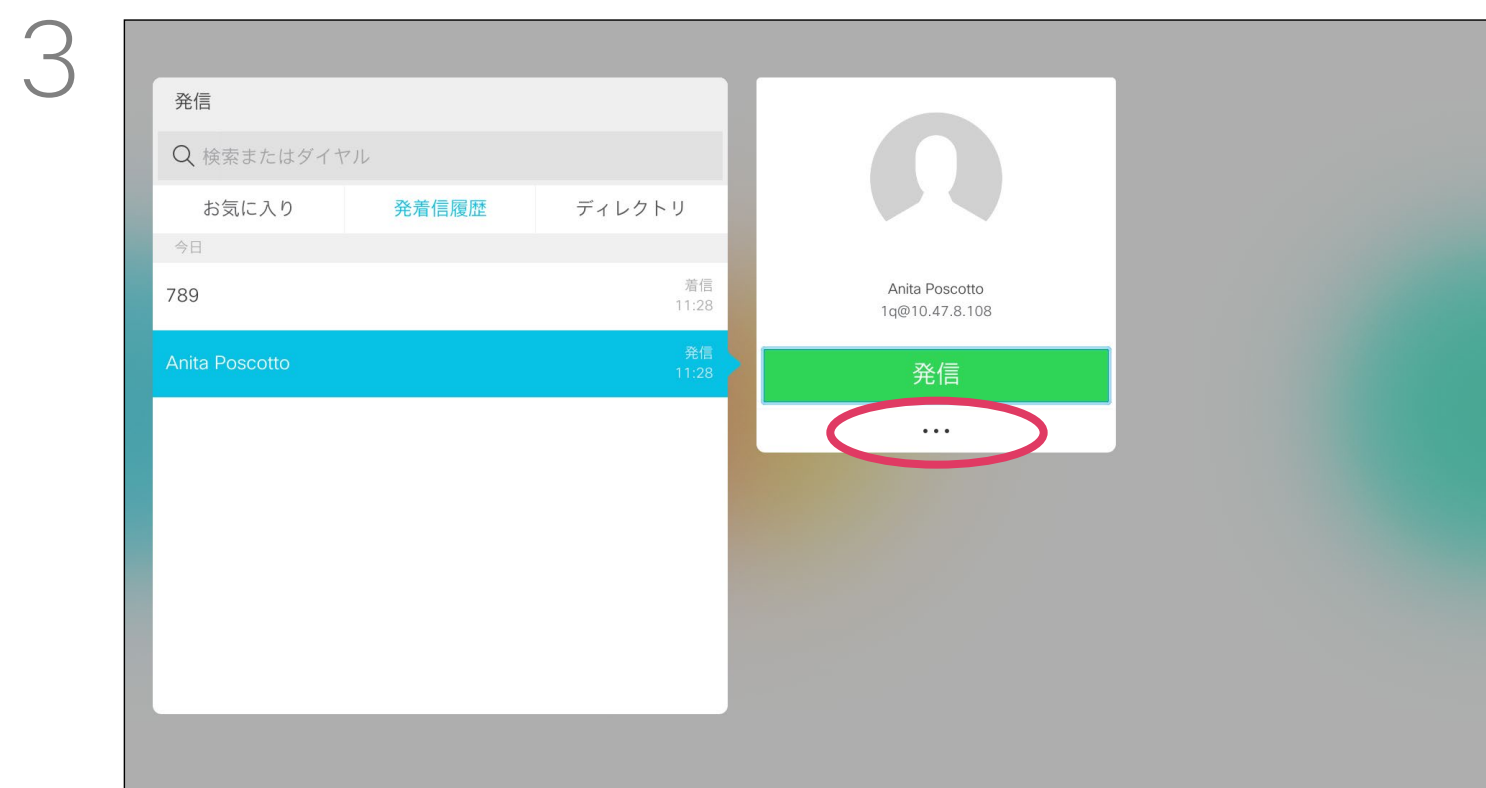 3
発信
検索またはダイヤル
お気に入り 発着信履歴 ディレクトリ
今日
789 着信
11:28
Anita Poscotto 発信
11:28
Anita Poscotto
1q@10.47.8.108
発信
...